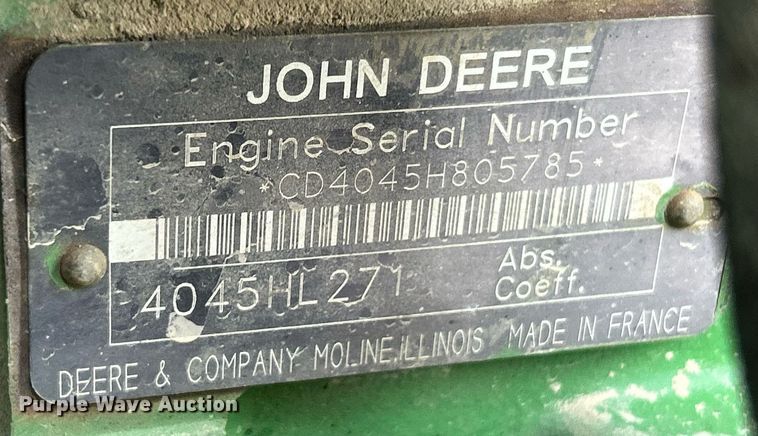 JOHN DEERE
Engine Serial Number
*CD4045H805785*
4045HL271
Abs.
Coeff.
DEERE & COMPANY MOLINE,ILLINOIS MADE IN FRANCE
Purple Wave Auction